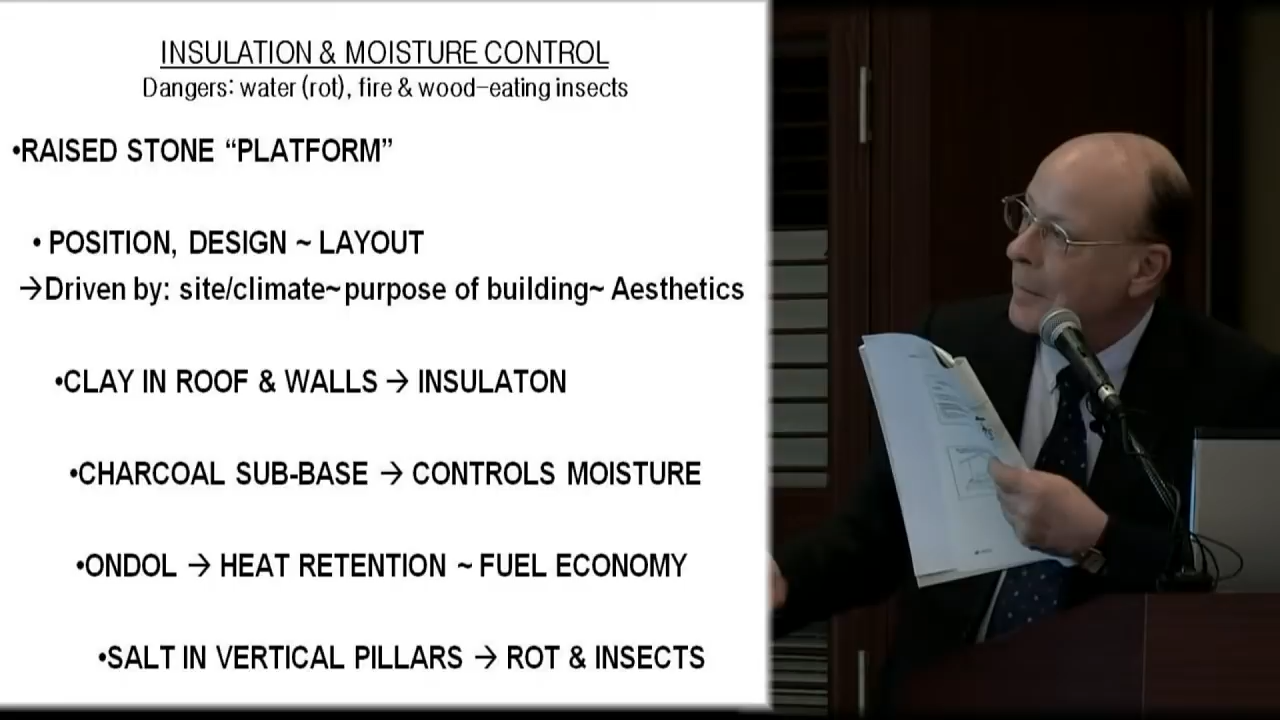 INSULATION & MOISTURE CONTROL
Dangers: water (rot), fire & wood-eating insects
•RAISED STONE “PLATFORM”
• POSITION, DESIGN ~ LAYOUT
→Driven by: site/climate~purpose of building~ Aesthetics
•CLAY IN ROOF & WALLS → INSULATON
•CHARCOAL SUB-BASE → CONTROLS MOISTURE
•ONDOL → HEAT RETENTION ~ FUEL ECONOMY
•SALT IN VERTICAL PILLARS → ROT & INSECTS